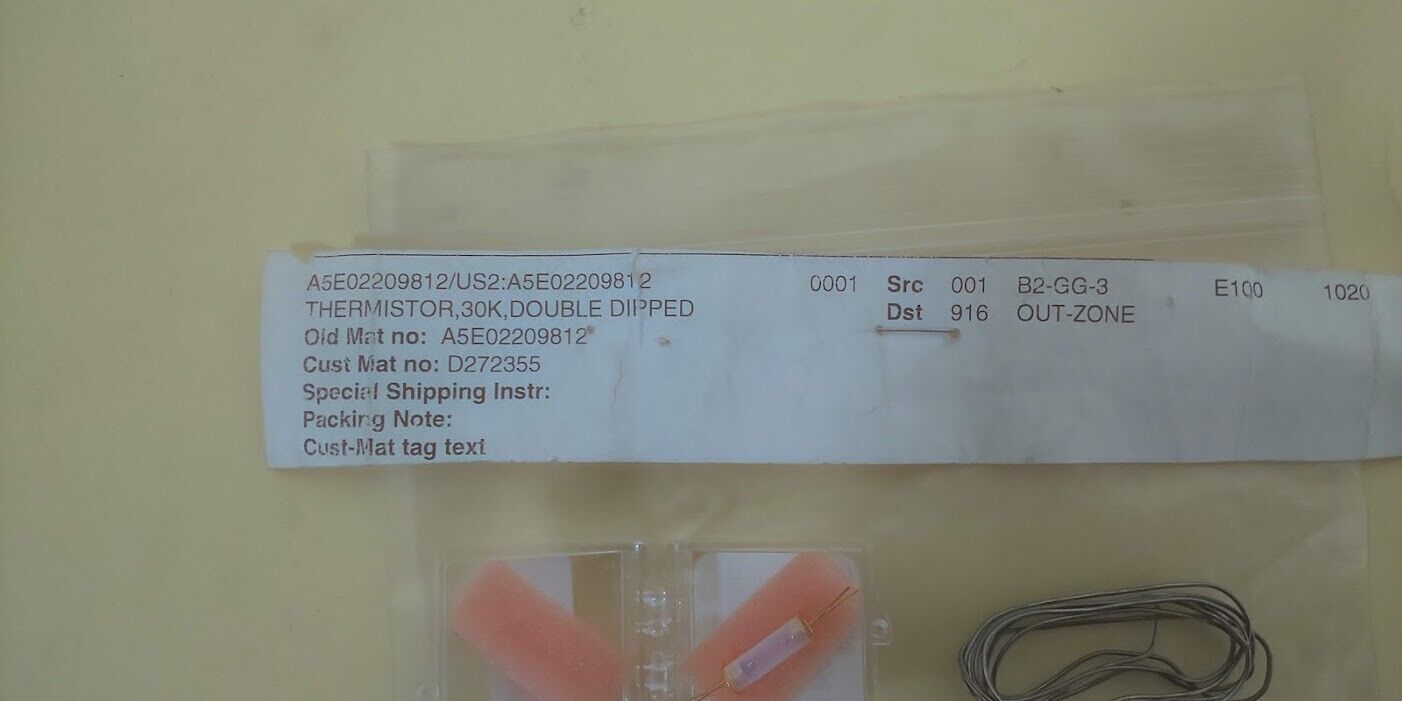 A5E02209812/US2:A5E02209812 0001 Src 001 B2-GG-3 E100 1020
THERMISTOR,30K,DOUBLE DIPPED Dst 916 OUT-ZONE
Old Mat no: A5E02209812
Cust Mat no: D272355
Special Shipping Instr:
Packing Note:
Cust-Mat tag text